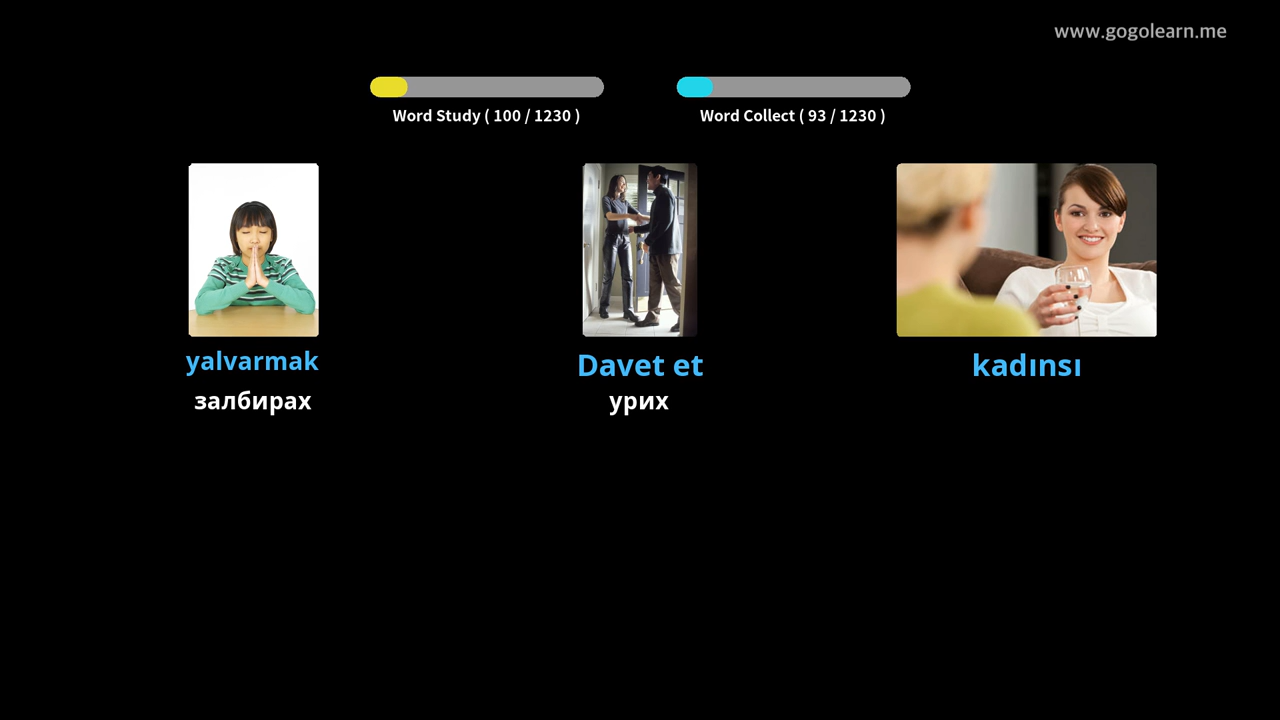 www.gogolearn.me
Word Study ( 100 / 1230 )
Word Collect ( 93 / 1230 )
yalvarmak
залбирах
Davet et
урих
kadınsı